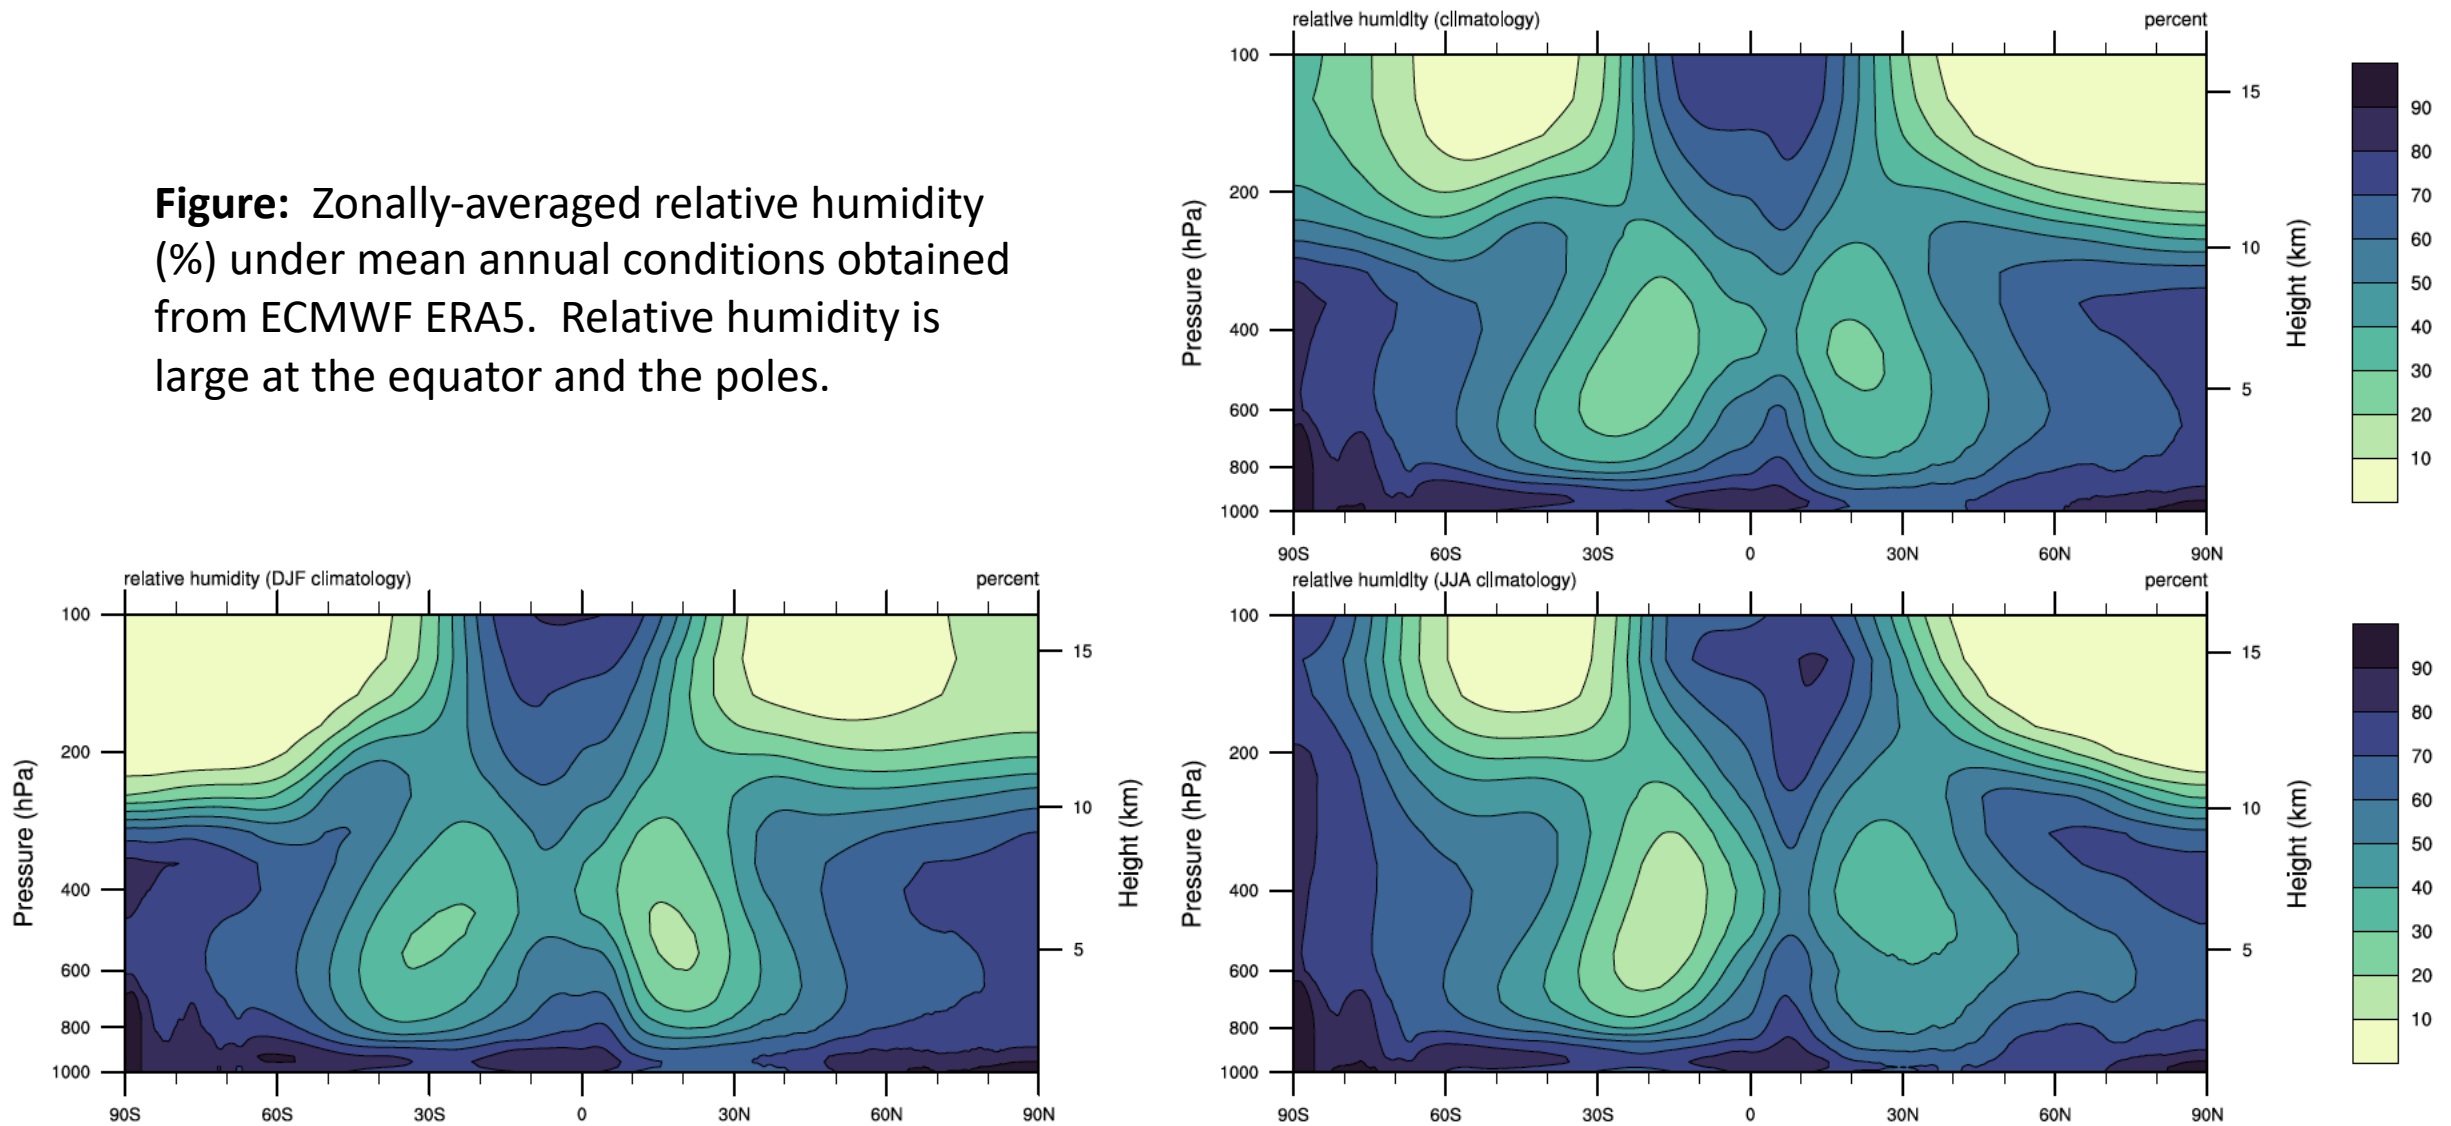 Figure:  Zonally-averaged relative humidity
(%) under mean annual conditions obtained
from ECMWF ERA5.  Relative humidity is
large at the equator and the poles.
relative humidity (climatology) percent
100
200
400
600
800
1000
Pressure (hPa)
15
10
5
Height (km)
90S 60S 30S 0 30N 60N 90N
90
80
70
60
50
40
30
20
10
relative humidity (DJF climatology) percent
100
200
400
600
800
1000
Pressure (hPa)
15
10
5
Height (km)
90S 60S 30S 0 30N 60N 90N
relative humidity (JJA climatology) percent
100
200
400
600
800
1000
Pressure (hPa)
15
10
5
Height (km)
90S 60S 30S 0 30N 60N 90N
90
80
70
60
50
40
30
20
10